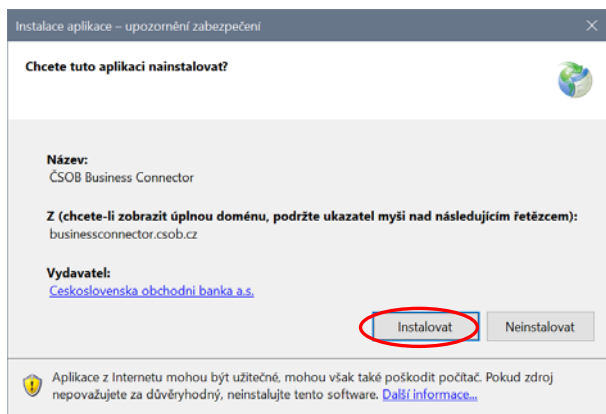 Instalace aplikace – upozornění zabezpečení
Chcete tuto aplikaci nainstalovat?
Název:
ČSOB Business Connector
Z (chcete-li zobrazit úplnou doménu, podržte ukazatel myši nad následujícím řetězcem):
businessconnector.csob.cz
Vydavatel:
Ceskoslovenska obchodni banka a.s.
Instalovat Neinstalovat
Aplikace z Internetu mohou být užitečné, mohou však také poškodit počítač. Pokud zdroj
nepovažujete za důvěryhodný, neinstalujte tento software. Další informace...